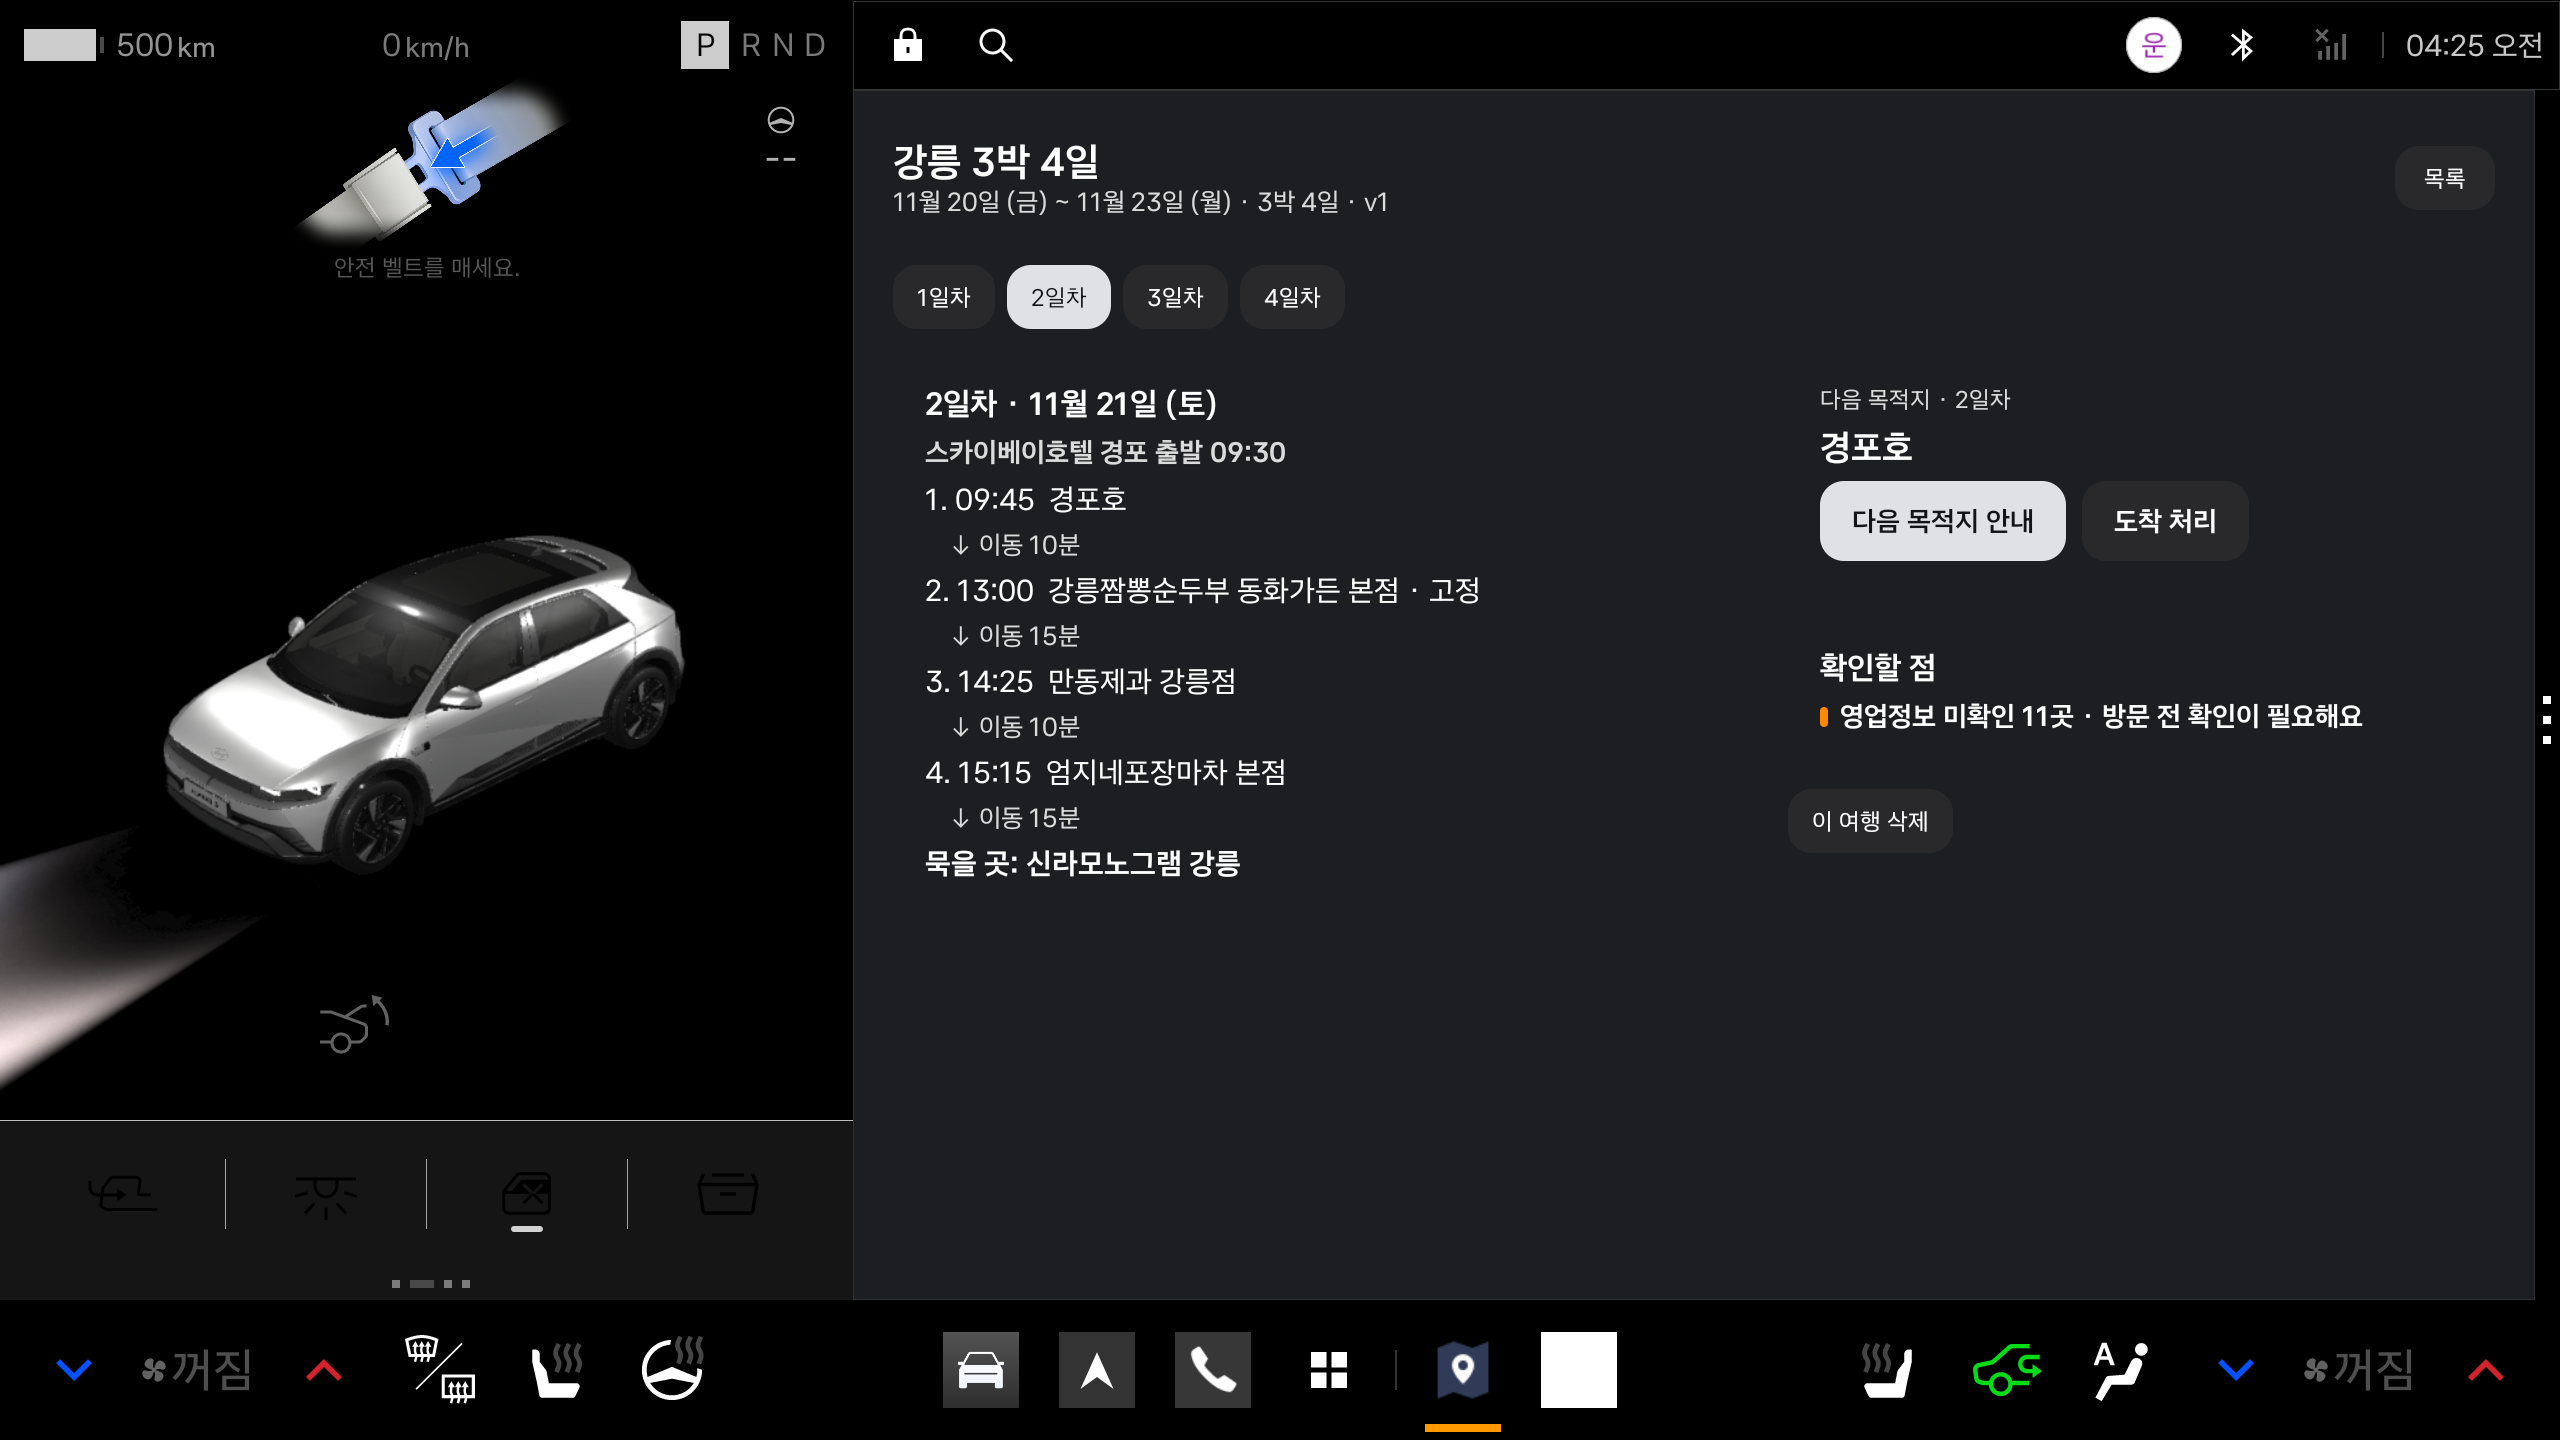 500 km
0 km/h
P R N D
운
04:25 오전
안전 벨트를 매세요.
강릉 3박 4일
11월 20일 (금) ~ 11월 23일 (월) · 3박 4일 · v1
목록
1일차
2일차
3일차
4일차
2일차 · 11월 21일 (토)
스카이베이호텔 경포 출발 09:30
1. 09:45 경포호
↓ 이동 10분
2. 13:00 강릉짬뽕순두부 동화가든 본점 · 고정
↓ 이동 15분
3. 14:25 만동제과 강릉점
↓ 이동 10분
4. 15:15 엄지네포장마차 본점
↓ 이동 15분
묵을 곳: 신라모노그램 강릉
다음 목적지 · 2일차
경포호
다음 목적지 안내
도착 처리
확인할 점
영업정보 미확인 11곳 · 방문 전 확인이 필요해요
이 여행 삭제
꺼짐
A
꺼짐